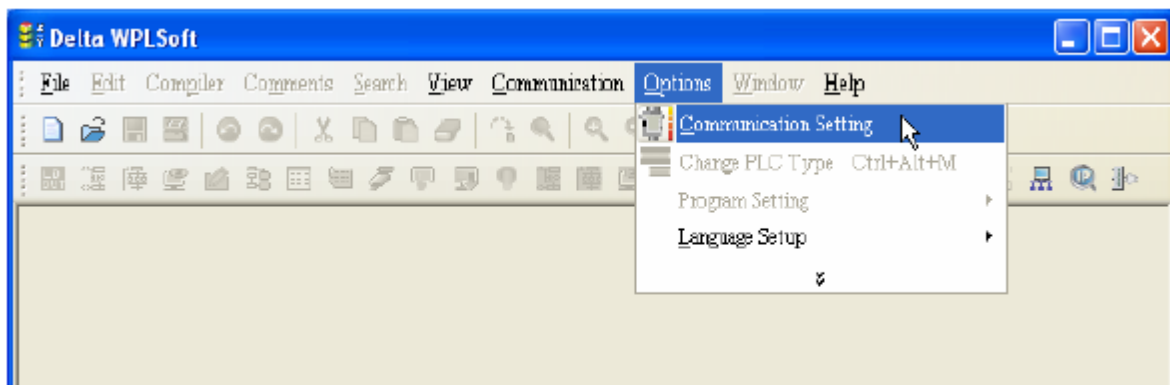 Delta WPLSoft
File Edit Compiler Comments Search View Communication Options Window Help
Communication Setting
Change PLC Type Ctrl+Alt+M
Program Setting
Language Setup